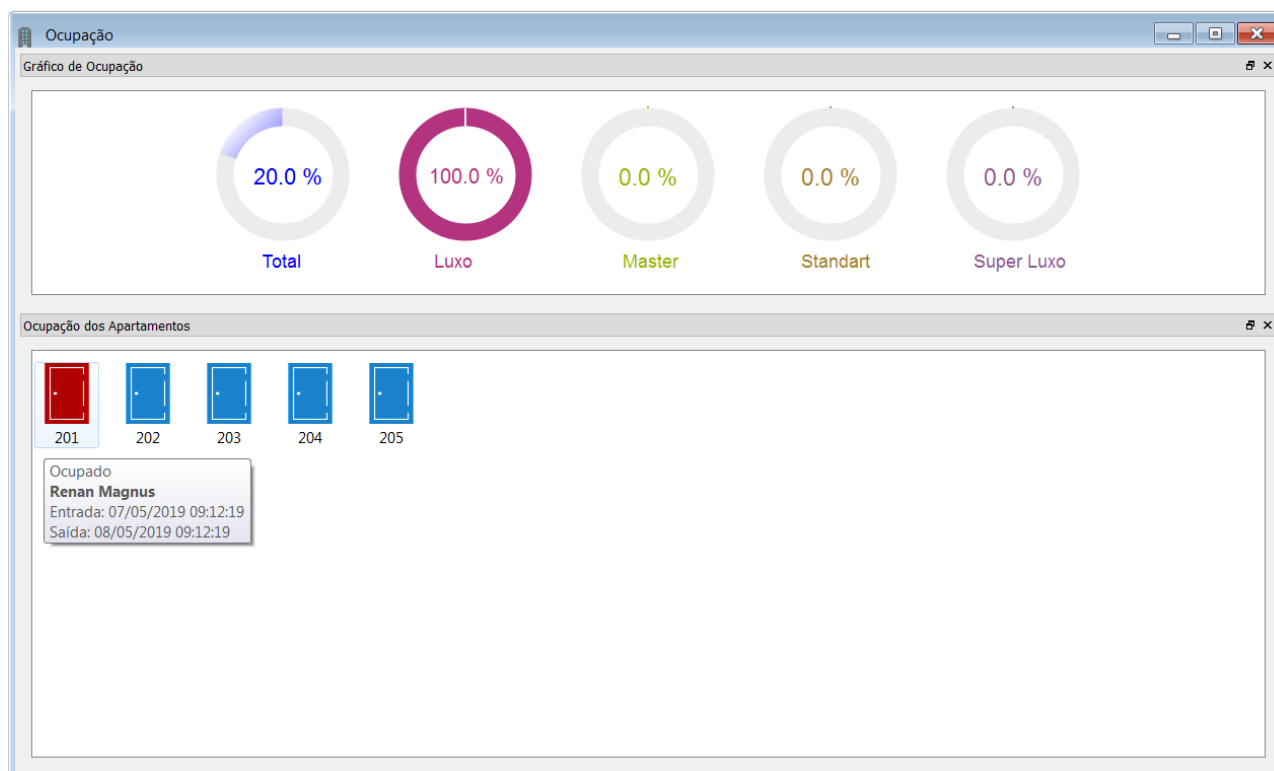 Ocupação
Gráfico de Ocupação
20.0 %
100.0 %
0.0 %
0.0 %
0.0 %
Total
Luxo
Master
Standart
Super Luxo
Ocupação dos Apartamentos
201
202
203
204
205
Ocupado
Renan Magnus
Entrada: 07/05/2019 09:12:19
Saída: 08/05/2019 09:12:19